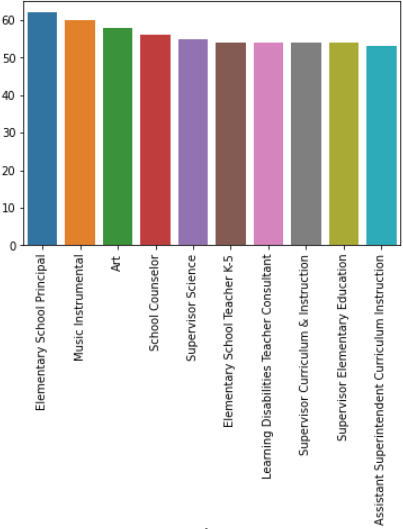 60
50
40
30
20
10
0
Elementary School Principal
Music Instrumental
Art
School Counselor
Supervisor Science
Elementary School Teacher K-5
Learning Disabilities Teacher Consultant
Supervisor Curriculum & Instruction
Supervisor Elementary Education
Assistant Superintendent Curriculum Instruction